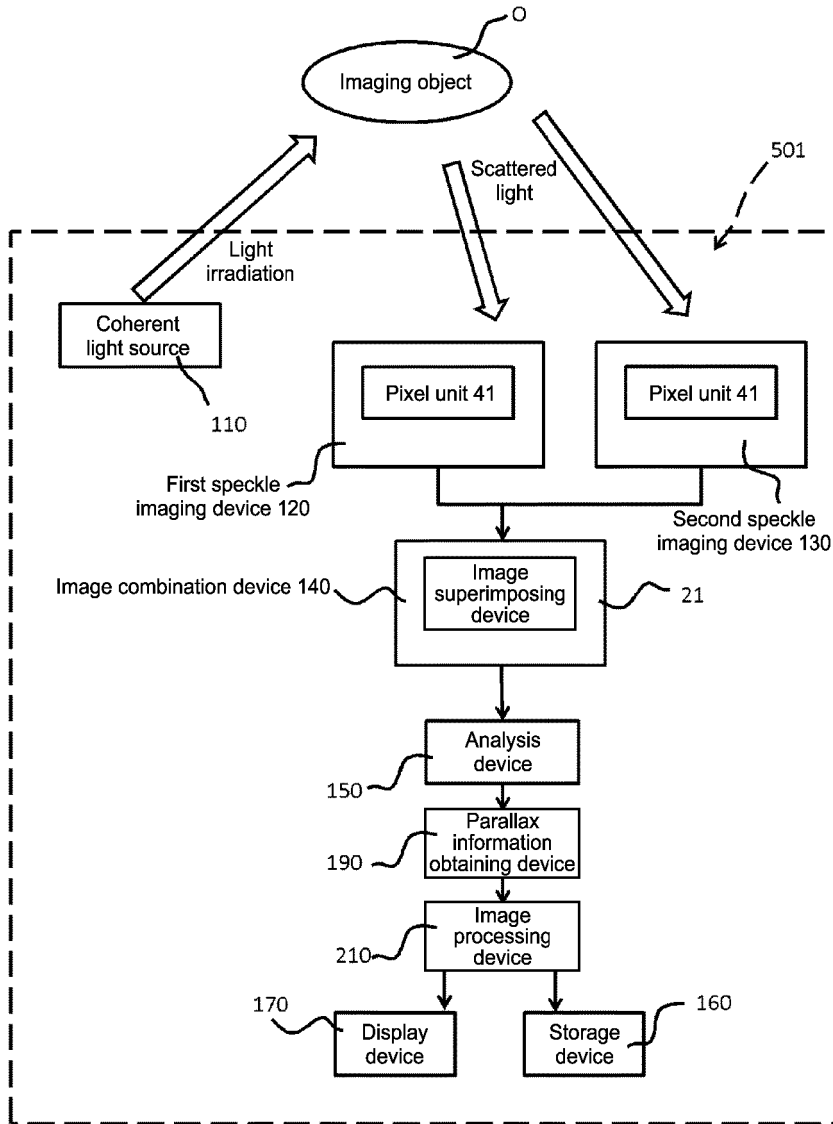 O
Imaging object
501
Scattered
light
Light
irradiation
Coherent
light source
110
Pixel unit 41
Pixel unit 41
First speckle
imaging device 120
Second speckle
imaging device 130
Image combination device 140
Image
superimposing
device
21
Analysis
device
150
Parallax
information
obtaining device
190
Image
processing
device
210
170
Display
device
Storage
device
160